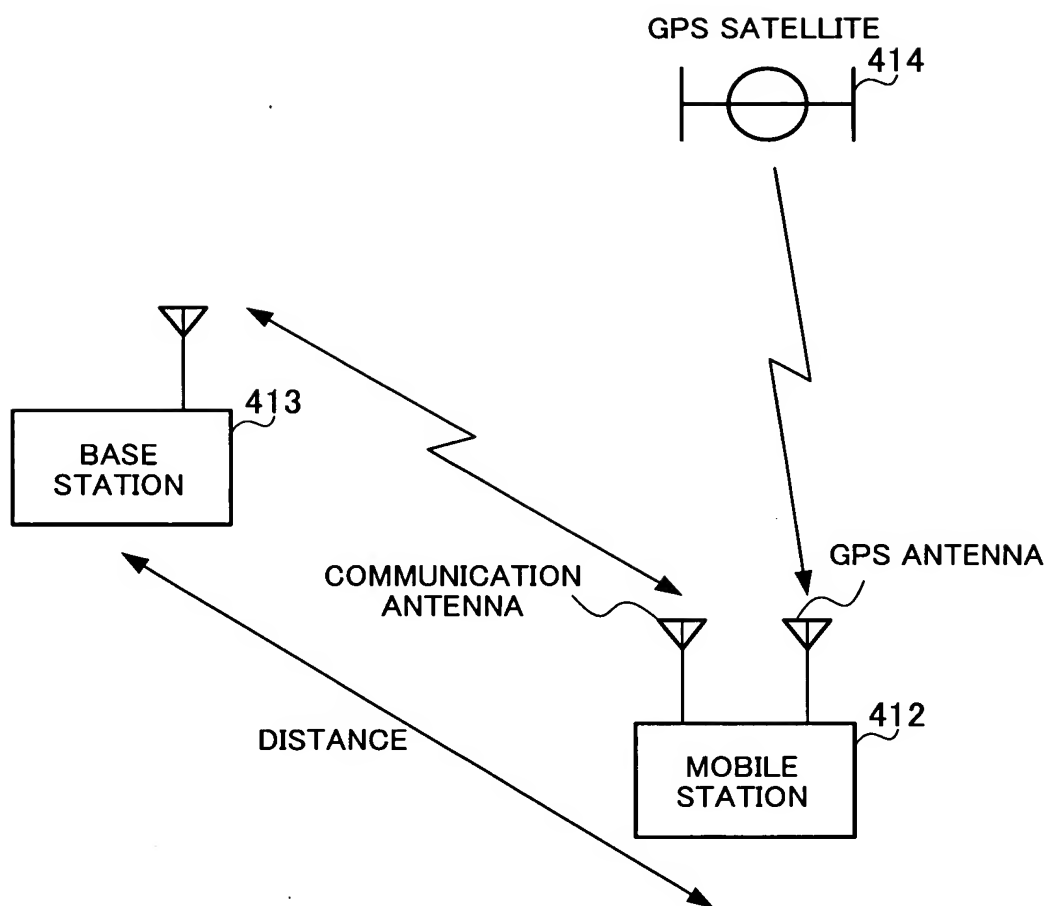 GPS SATELLITE
414
413
BASE
STATION
COMMUNICATION
ANTENNA
GPS ANTENNA
DISTANCE
412
MOBILE
STATION